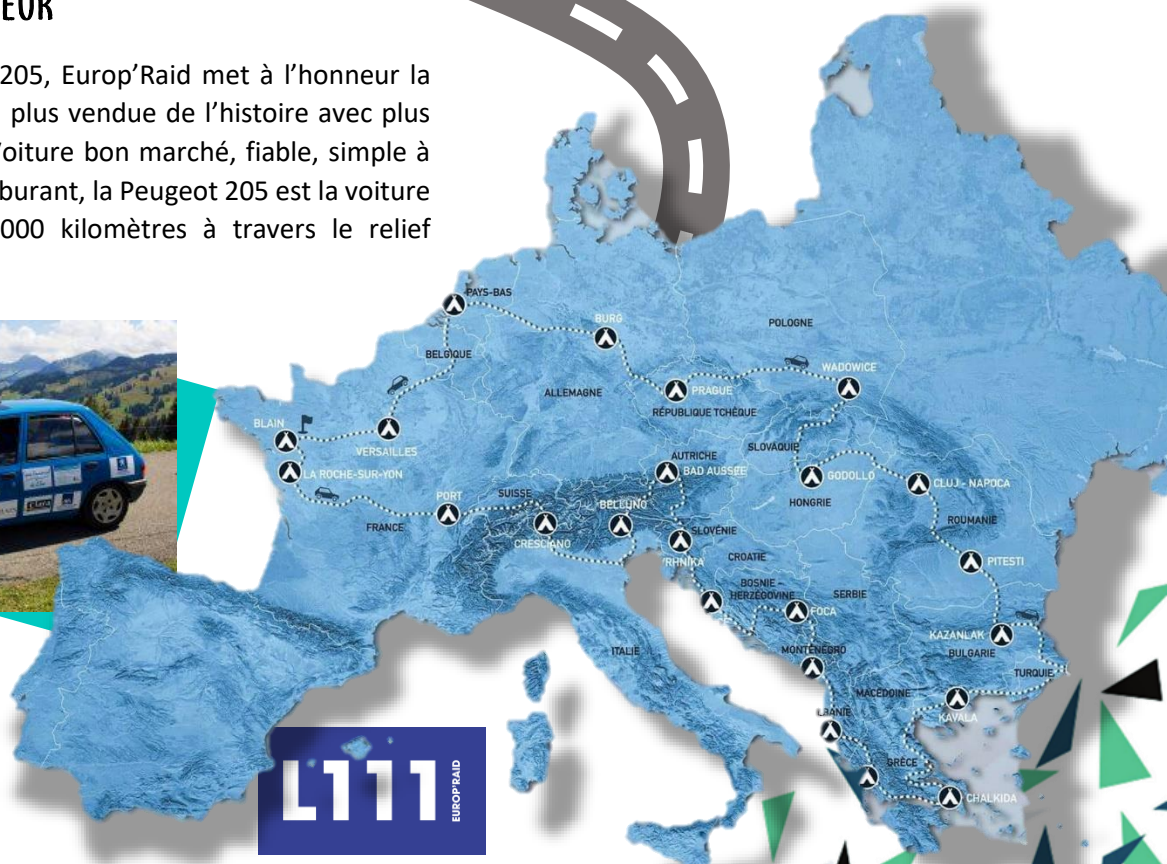 EUR
205, Europ’Raid met à l’honneur la
plus vendue de l’histoire avec plus
oiture bon marché, fiable, simple à
burant, la Peugeot 205 est la voiture
000 kilomètres à travers le relief
PAYS-BAS
BURG
POLOGNE
BELGIQUE
WADOWICE
ALLEMAGNE
PRAGUE
RÉPUBLIQUE TCHÈQUE
BLAIN
VERSAILLES
SLOVAQUIE
AUTRICHE
BAD AUSSEE
LA ROCHE-SUR-YON
GODOLLO
CLUJ - NAPOCA
PORT
SUISSE
BELLUNO
HONGRIE
FRANCE
CRESCIANO
SLOVÉNIE
ROUMANIE
VRHNIKA
CROATIE
PITESTI
BOSNIE –
HERZÉGOVINE
SERBIE
FOCA
KAZANLAK
ITALIE
MONTÉNÉGRO
BULGARIE
TURQUIE
MACÉDOINE
KAVALA
LBANIE
GRÈCE
CHALKIDA
EUROP'RAID